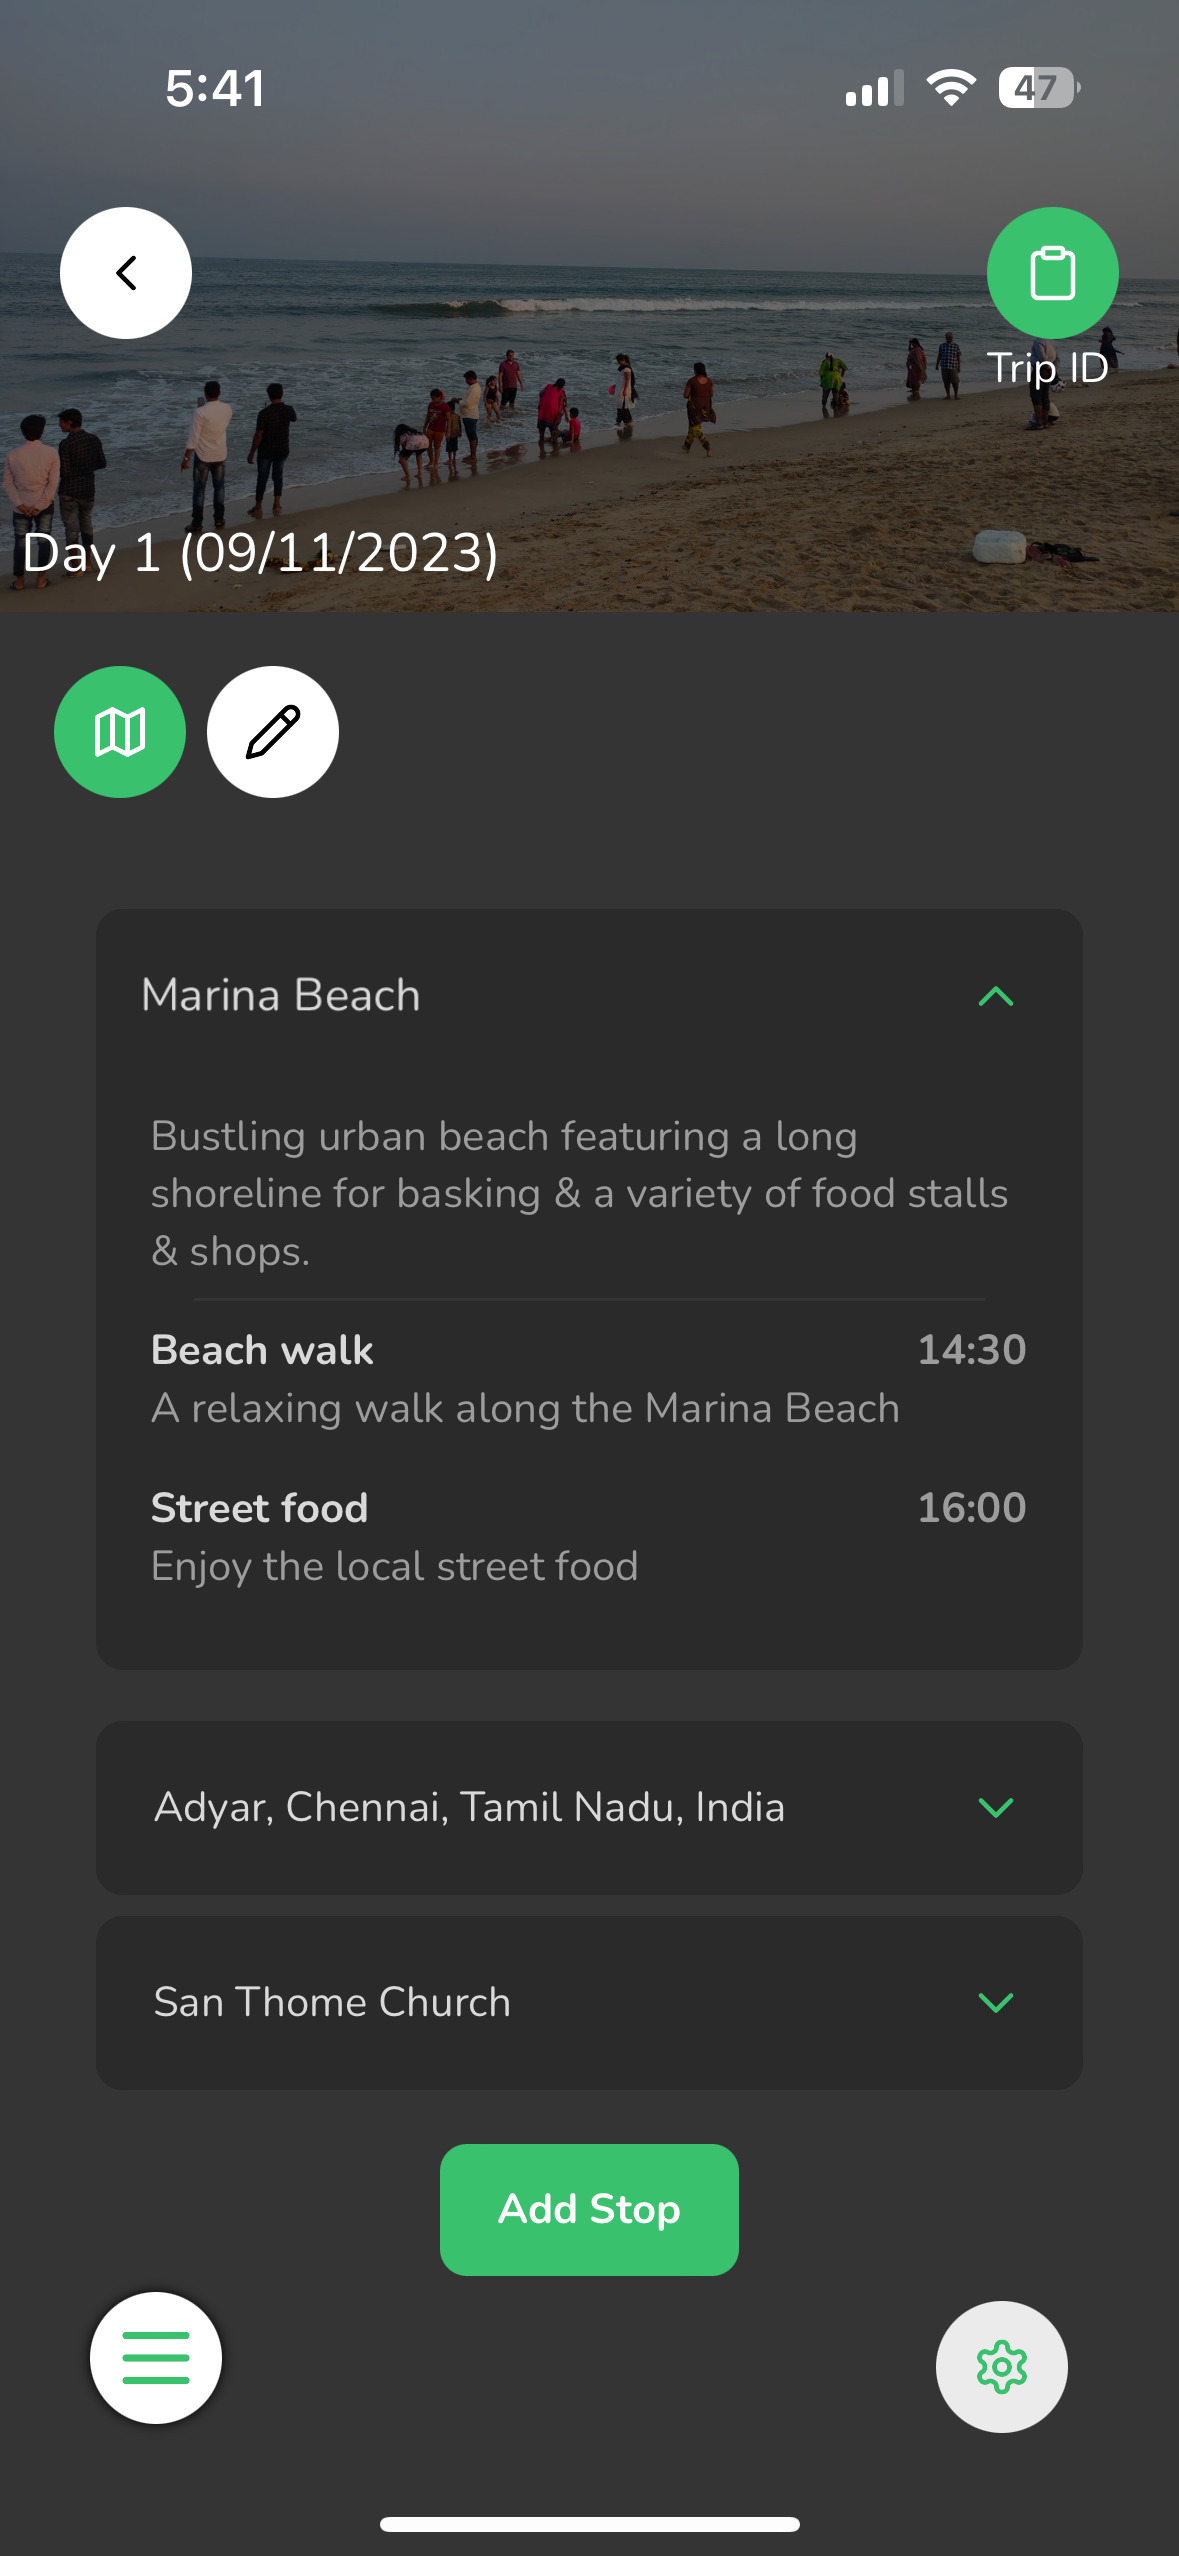 5:41
47
Trip ID
Day 1 (09/11/2023)
Marina Beach
Bustling urban beach featuring a long
shoreline for basking & a variety of food stalls
& shops.
Beach walk 14:30
A relaxing walk along the Marina Beach
Street food 16:00
Enjoy the local street food
Adyar, Chennai, Tamil Nadu, India
San Thome Church
Add Stop